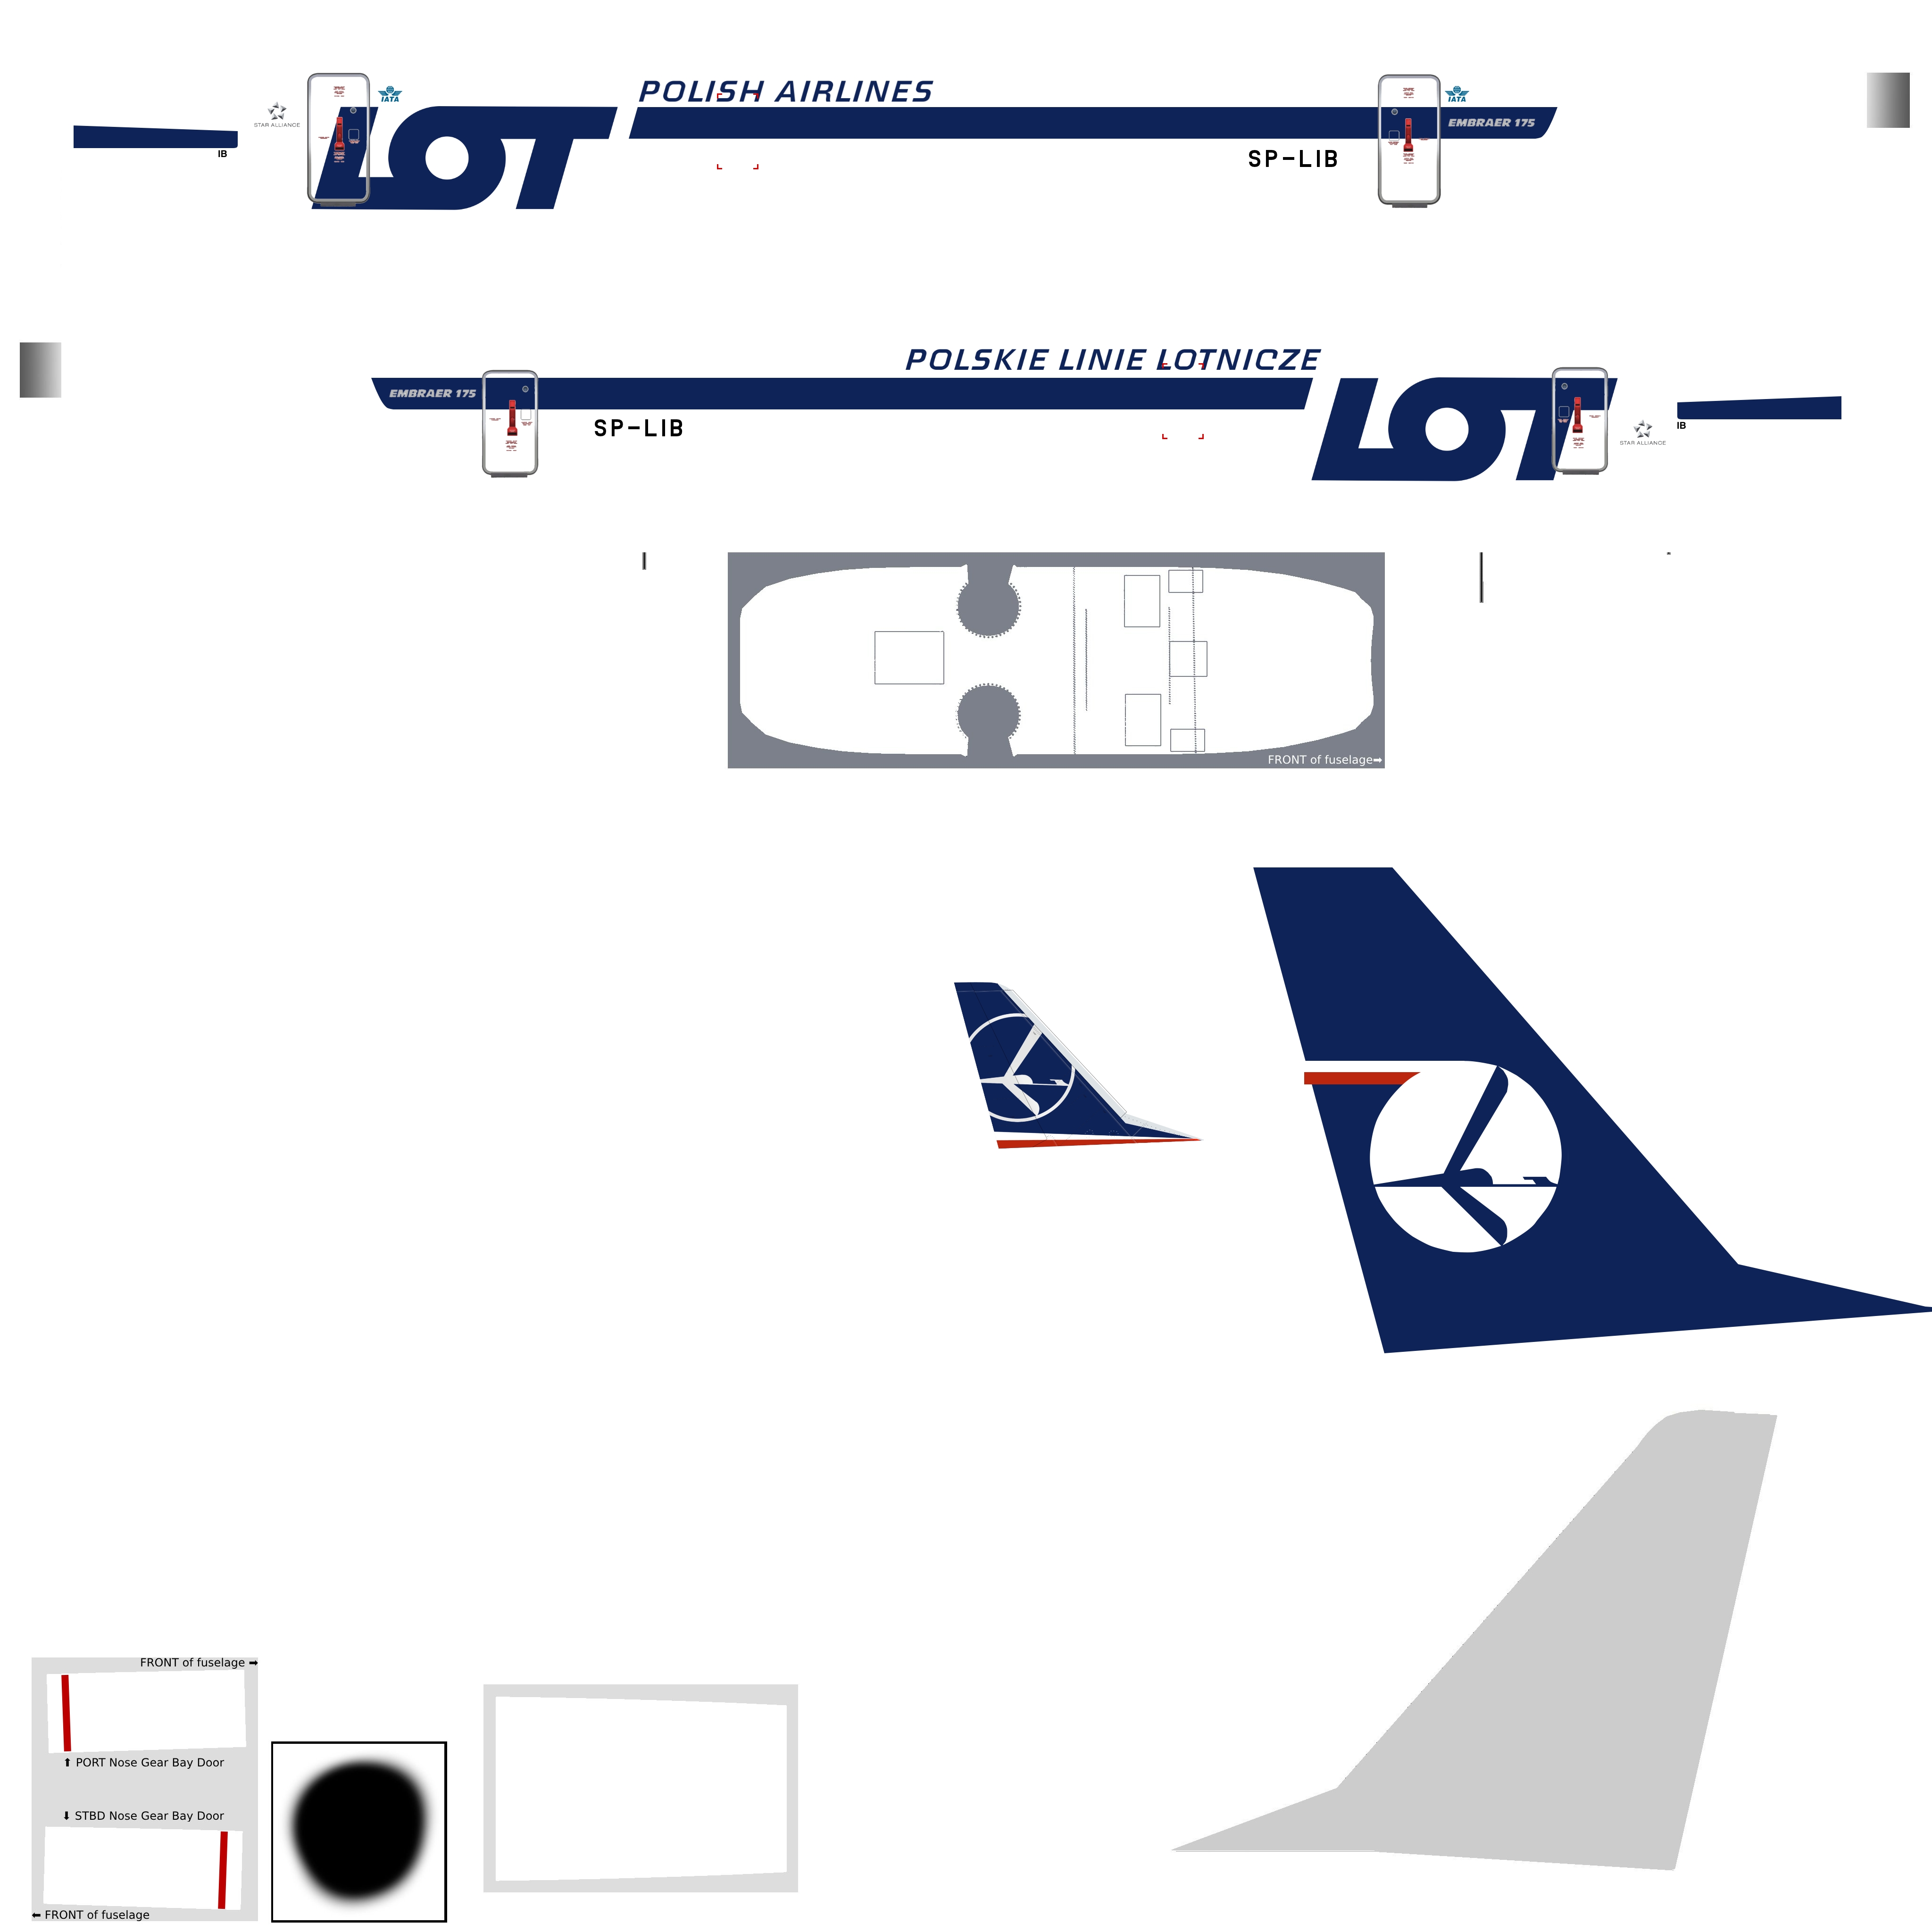 POLISH AIRLINES
IATA
IATA
STAR ALLIANCE
LOT
EMBRAER 175
IB
SP-LIB
POLSKIE LINIE LOTNICZE
EMBRAER 175
LOT
SP-LIB
IB
STAR ALLIANCE
FRONT of fuselage➡
FRONT of fuselage ➡
⬆ PORT Nose Gear Bay Door
⬇ STBD Nose Gear Bay Door
⬅ FRONT of fuselage